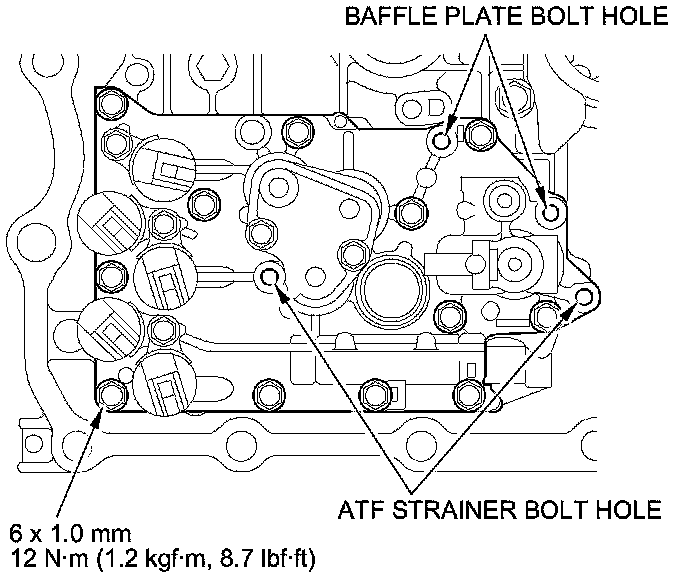 BAFFLE PLATE BOLT HOLE
ATF STRAINER BOLT HOLE
6 x 1.0 mm
12 N·m (1.2 kgf·m, 8.7 lbf·ft)